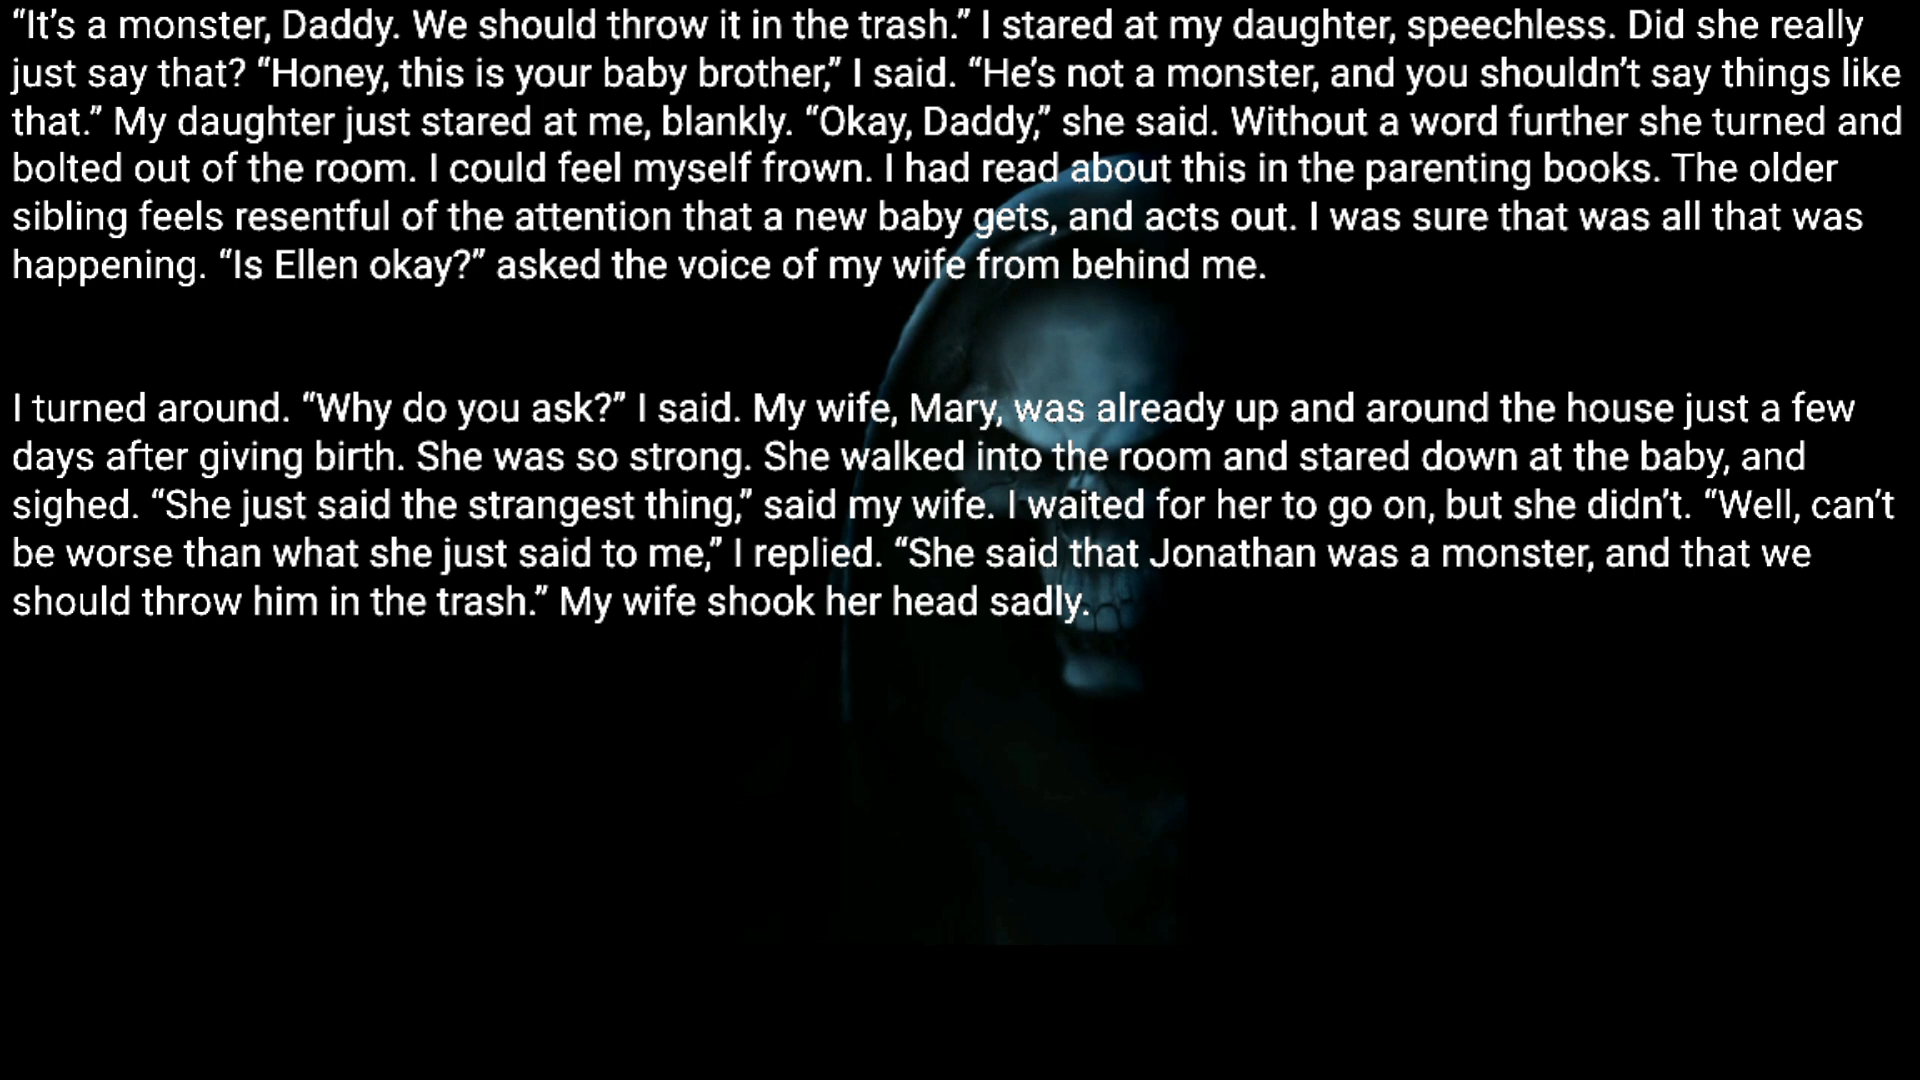 “It’s a monster, Daddy. We should throw it in the trash.” I stared at my daughter, speechless. Did she really
just say that? “Honey, this is your baby brother,” I said. “He’s not a monster, and you shouldn’t say things like
that.” My daughter just stared at me, blankly. “Okay, Daddy,” she said. Without a word further she turned and
bolted out of the room. I could feel myself frown. I had read about this in the parenting books. The older
sibling feels resentful of the attention that a new baby gets, and acts out. I was sure that was all that was
happening. “Is Ellen okay?” asked the voice of my wife from behind me.
I turned around. “Why do you ask?” I said. My wife, Mary, was already up and around the house just a few
days after giving birth. She was so strong. She walked into the room and stared down at the baby, and
sighed. “She just said the strangest thing,” said my wife. I waited for her to go on, but she didn’t. “Well, can’t
be worse than what she just said to me,” I replied. “She said that Jonathan was a monster, and that we
should throw him in the trash.” My wife shook her head sadly.